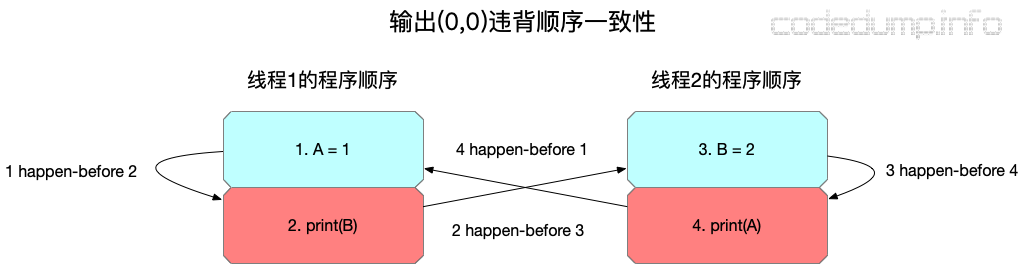 输出(0,0)违背顺序一致性
codedump.info
线程1的程序顺序
线程2的程序顺序
1. A = 1
4 happen-before 1
3. B = 2
1 happen-before 2
3 happen-before 4
2. print(B)
2 happen-before 3
4. print(A)